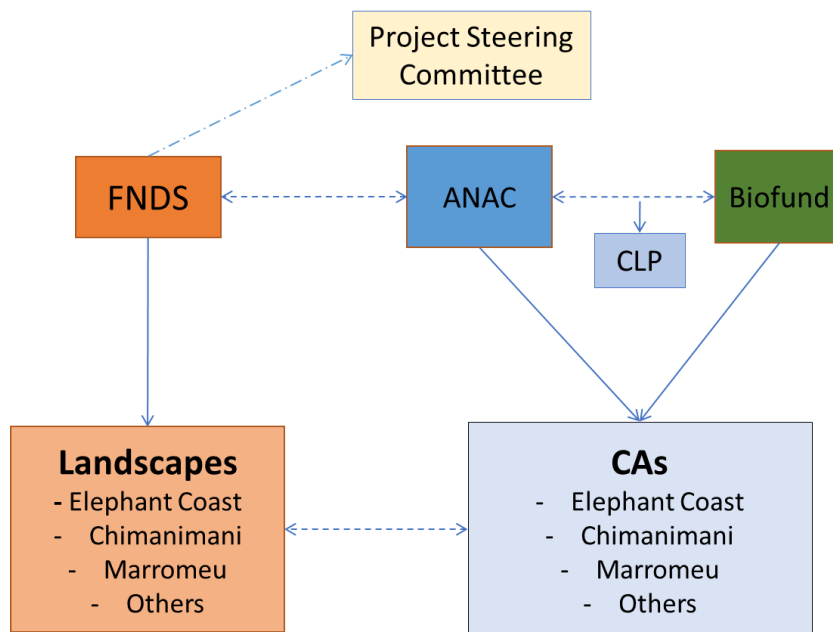 Project Steering
Committee
FNDS
ANAC
Biofund
CLP
Landscapes
- Elephant Coast
- Chimanimani
- Marromeu
- Others
CAs
- Elephant Coast
- Chimanimani
- Marromeu
- Others